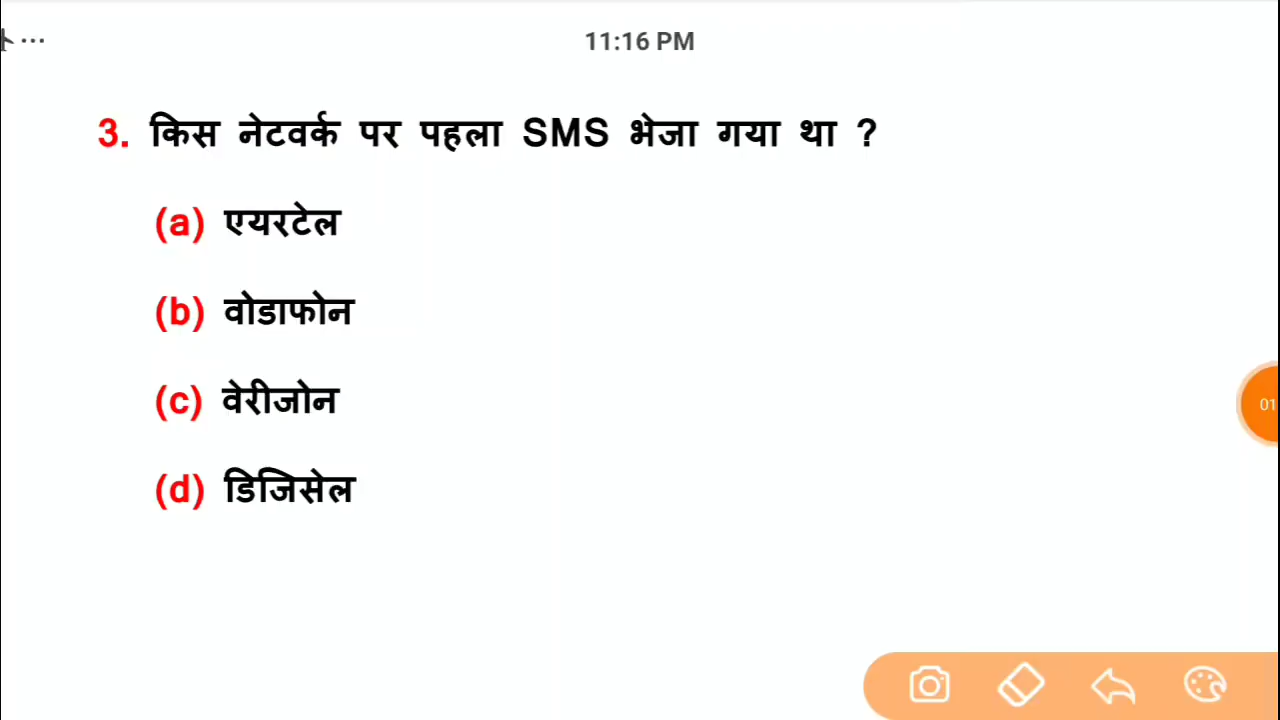 ...
11:16 PM
3. किस नेटवर्क पर पहला SMS भेजा गया था ?
(a) एयरटेल
(b) वोडाफोन
(c) वेरीजोन
01
(d) डिजिसेल